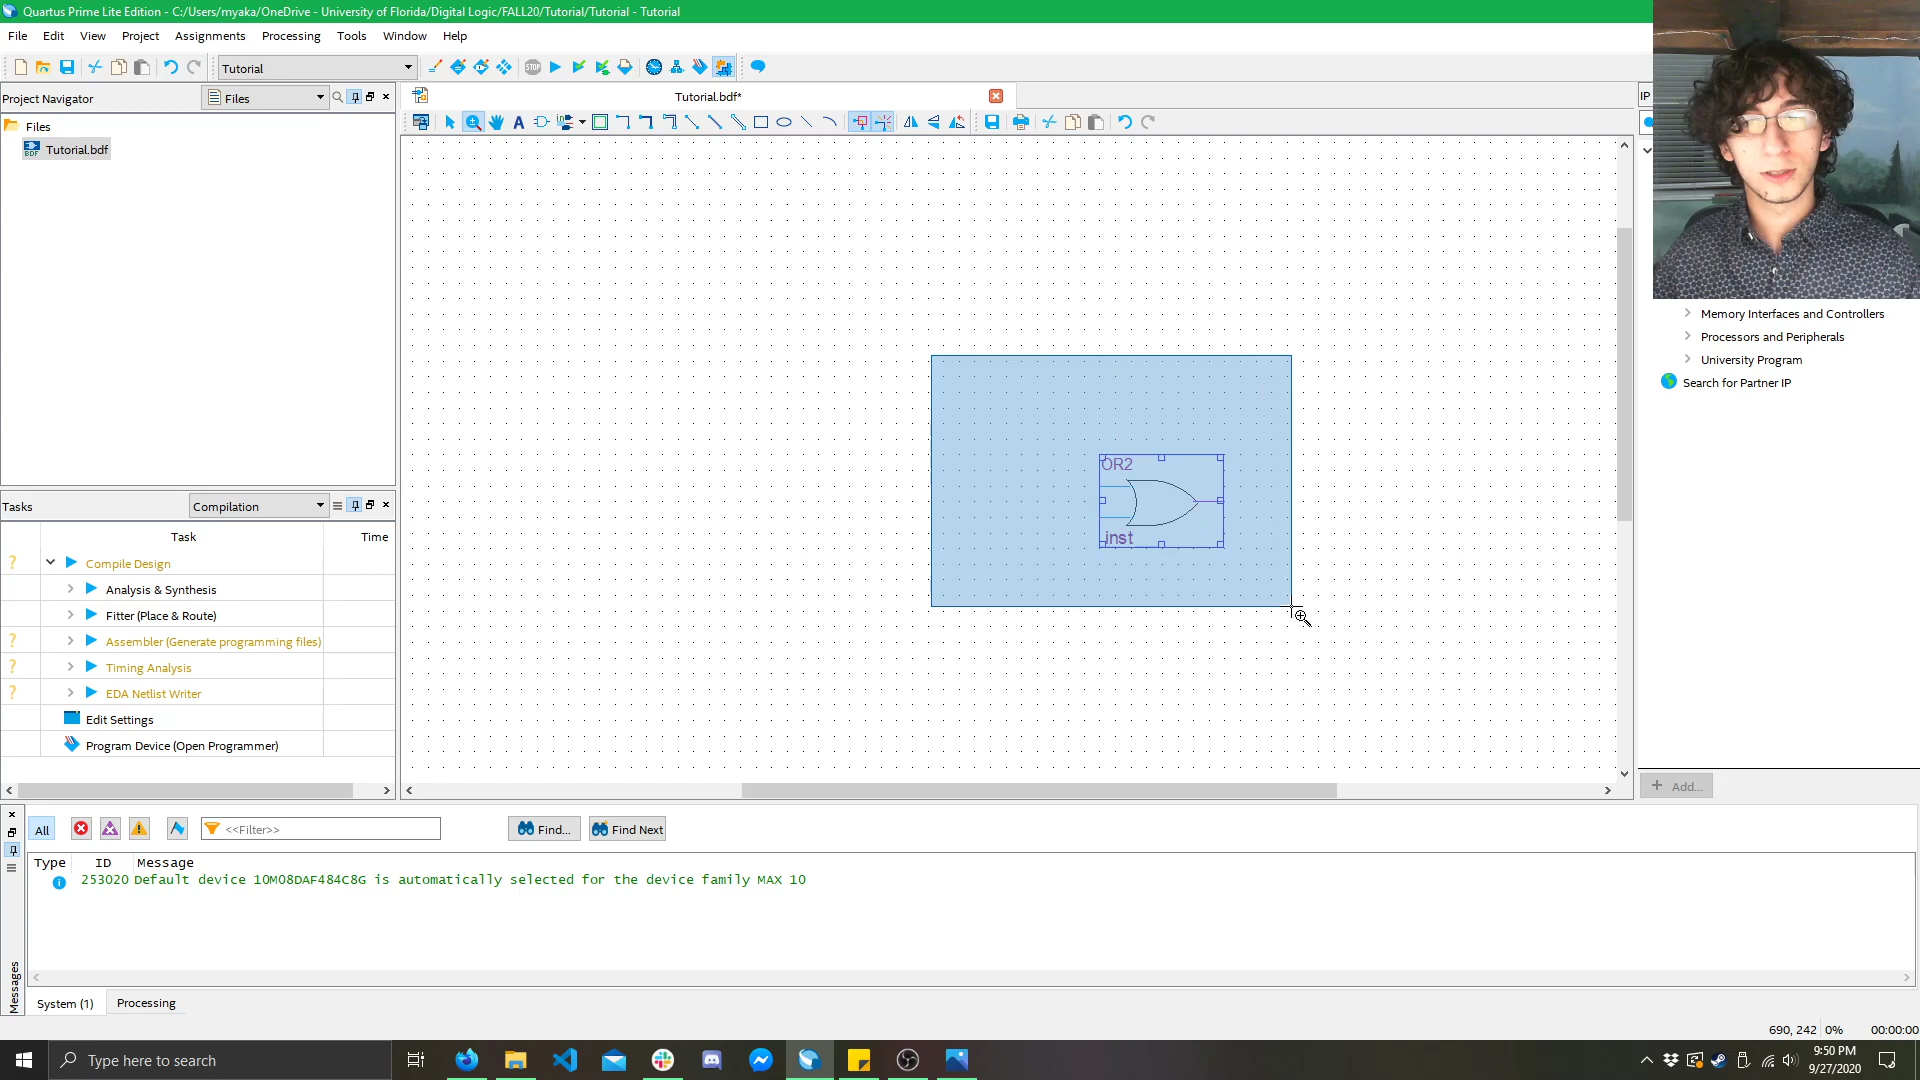 Quartus Prime Lite Edition - C:/Users/myaka/OneDrive - University of Florida/Digital Logic/FALL20/Tutorial/Tutorial - Tutorial
File Edit View Project Assignments Processing Tools Window Help
Tutorial
Project Navigator Files
Files
Tutorial.bdf
Tutorial.bdf*
IP
OR2
inst
Memory Interfaces and Controllers
Processors and Peripherals
University Program
Search for Partner IP
+ Add...
Tasks Compilation
Task Time
Compile Design
Analysis & Synthesis
Fitter (Place & Route)
Assembler (Generate programming files)
Timing Analysis
EDA Netlist Writer
Edit Settings
Program Device (Open Programmer)
All <<Filter>> Find... Find Next
Type ID Message
253020 Default device 10M08DAF484C8G is automatically selected for the device family MAX 10
Messages
System (1) Processing
690, 242 0% 00:00:00
Type here to search
9:50 PM
9/27/2020